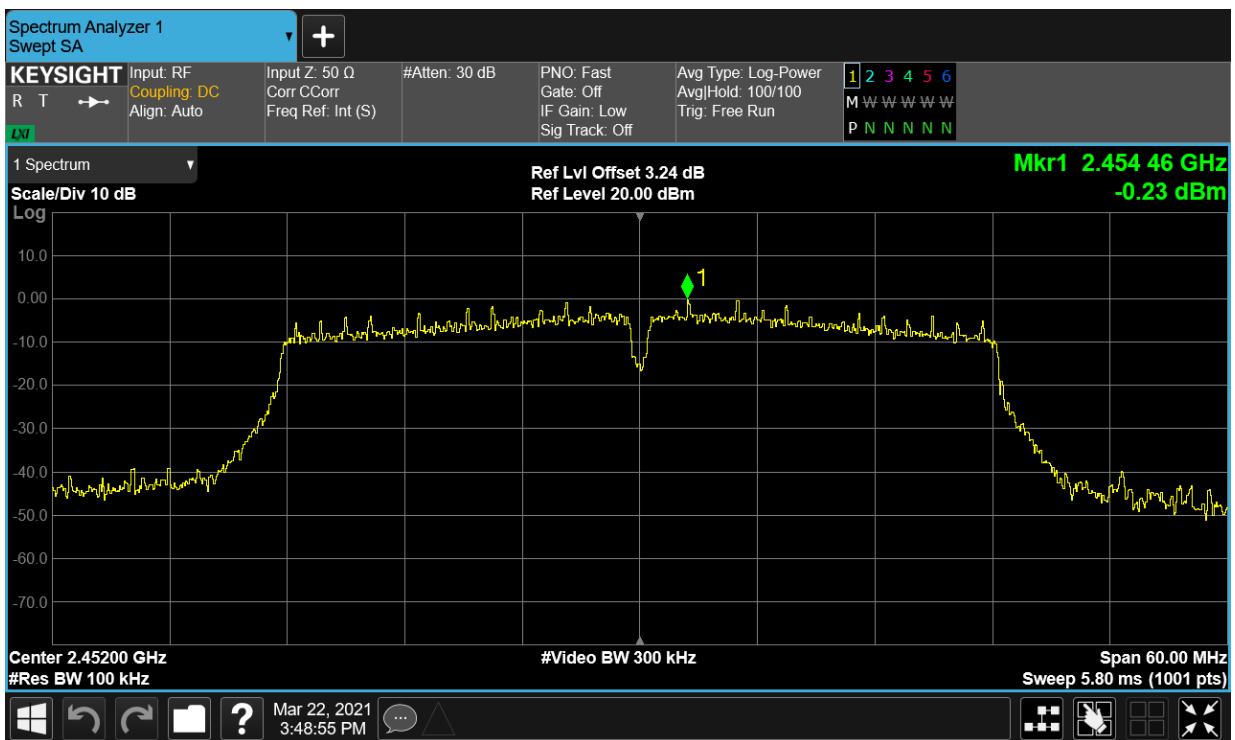 Spectrum Analyzer 1
Swept SA
KEYSIGHT
R T
LXI
Input: RF
Coupling: DC
Align: Auto
Input Z: 50 Ω
Corr CCorr
Freq Ref: Int (S)
#Atten: 30 dB
PNO: Fast
Gate: Off
IF Gain: Low
Sig Track: Off
Avg Type: Log-Power
Avg|Hold: 100/100
Trig: Free Run
1 2 3 4 5 6
M W W W W W
P N N N N N
1 Spectrum
Scale/Div 10 dB
Log
Ref Lvl Offset 3.24 dB
Ref Level 20.00 dBm
Mkr1 2.454 46 GHz
-0.23 dBm
1
10.0
0.00
-10.0
-20.0
-30.0
-40.0
-50.0
-60.0
-70.0
Center 2.45200 GHz
#Res BW 100 kHz
#Video BW 300 kHz
Span 60.00 MHz
Sweep 5.80 ms (1001 pts)
?
Mar 22, 2021
3:48:55 PM